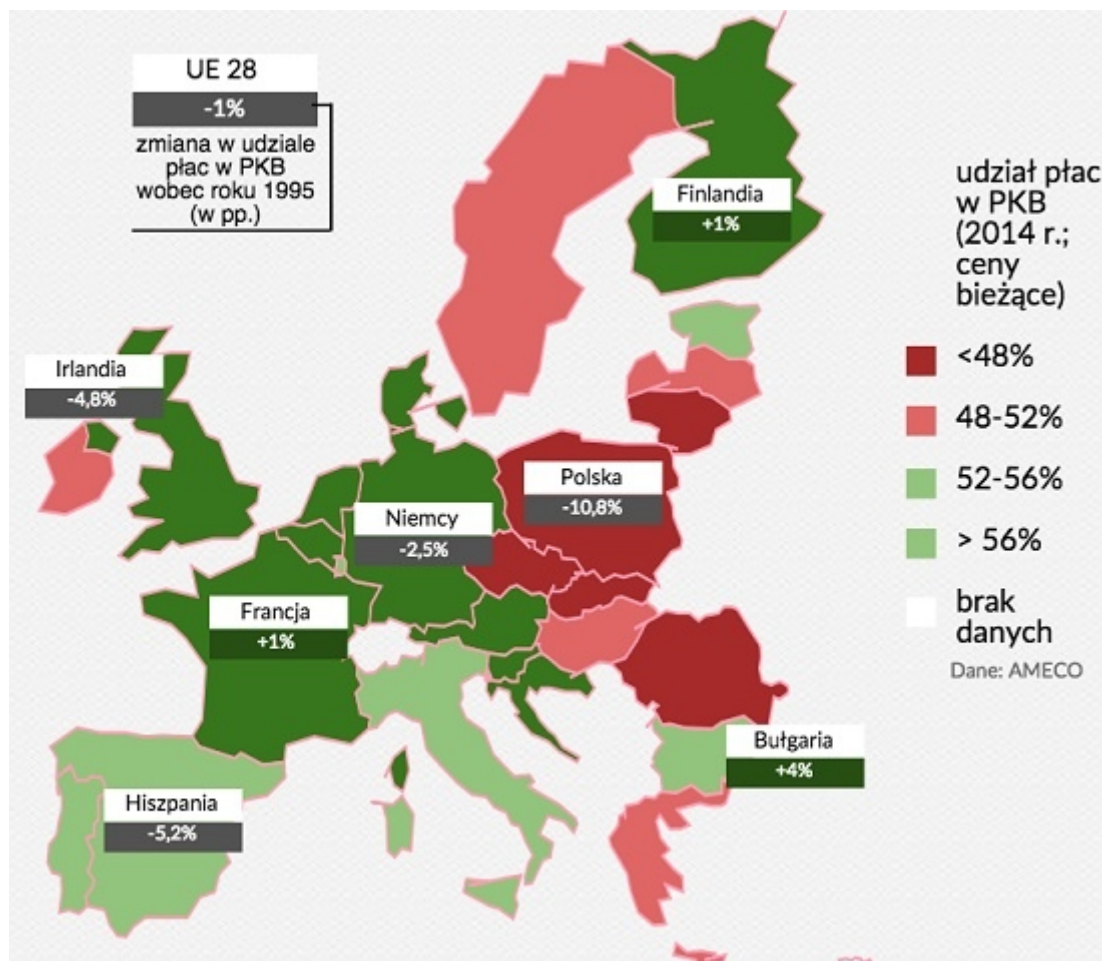 UE 28
-1%
zmiana w udziale
płac w PKB
wobec roku 1995
(w pp.)
Finlandia
+1%
Irlandia
-4,8%
Polska
-10,8%
Niemcy
-2,5%
Francja
+1%
Bułgaria
+4%
Hiszpania
-5,2%
udział płac
w PKB
(2014 r.;
ceny
bieżące)
<48%
48-52%
52-56%
> 56%
brak
danych
Dane: AMECO